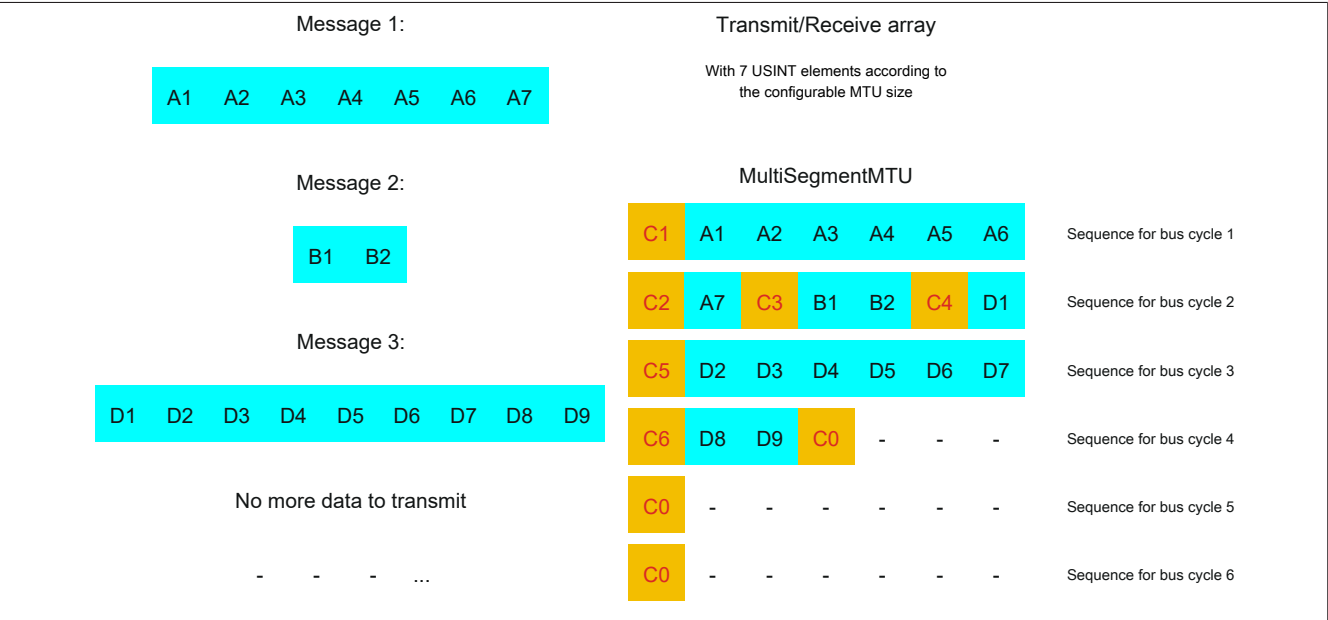 Message 1:
A1 A2 A3 A4 A5 A6 A7
Message 2:
B1 B2
Message 3:
D1 D2 D3 D4 D5 D6 D7 D8 D9
No more data to transmit
- - - ...
Transmit/Receive array
With 7 USINT elements according to
the configurable MTU size
MultiSegmentMTU
C1 A1 A2 A3 A4 A5 A6 Sequence for bus cycle 1
C2 A7 C3 B1 B2 C4 D1 Sequence for bus cycle 2
C5 D2 D3 D4 D5 D6 D7 Sequence for bus cycle 3
C6 D8 D9 C0 - - - Sequence for bus cycle 4
C0 - - - - - - Sequence for bus cycle 5
C0 - - - - - - Sequence for bus cycle 6